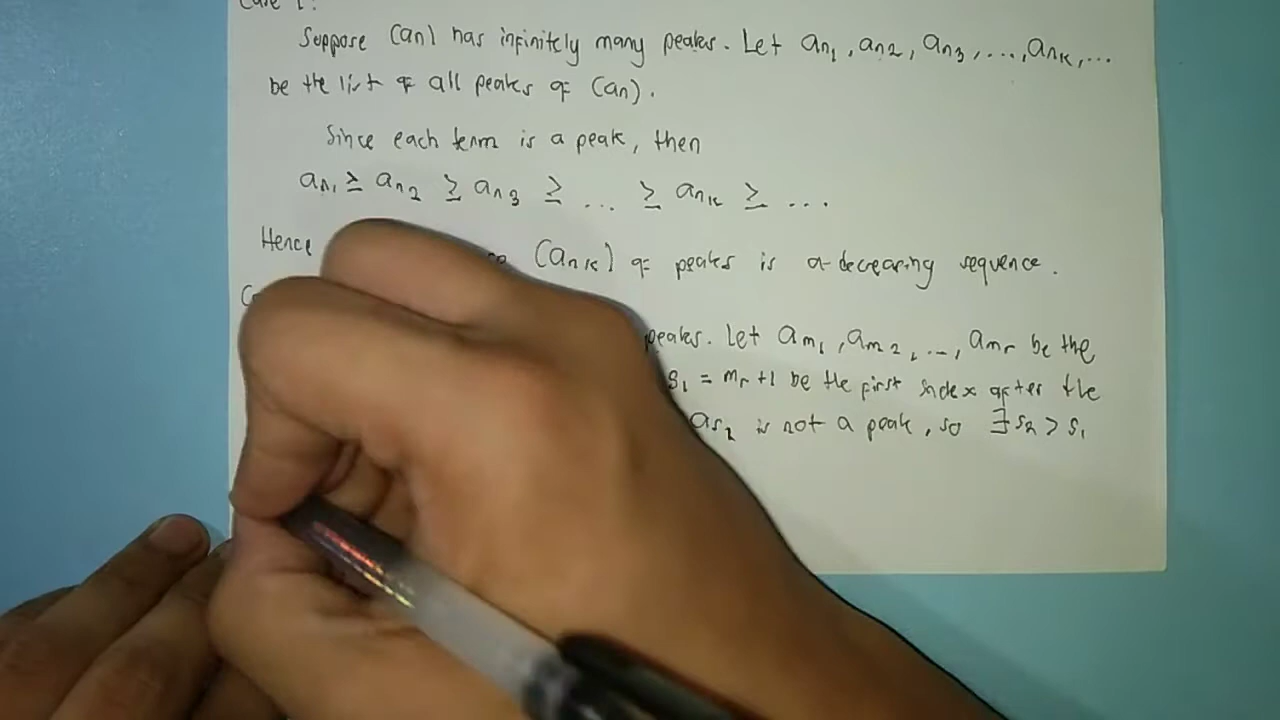 Case 1:
Suppose (an) has infinitely many peaks. Let an₁, an₂, an₃, ..., anₖ, ...
be the list of all peaks of (an).
Since each term is a peak, then
an₁ ≥ an₂ ≥ an₃ ≥ ... ≥ anₖ ≥ ...
Hence (anₖ) of peaks is a decreasing sequence.
peaks. Let am₁, am₂, ..., amᵣ be the
s₁ = mᵣ + 1 be the first index after the
as₂ is not a peak, so ∃ s₂ > s₁